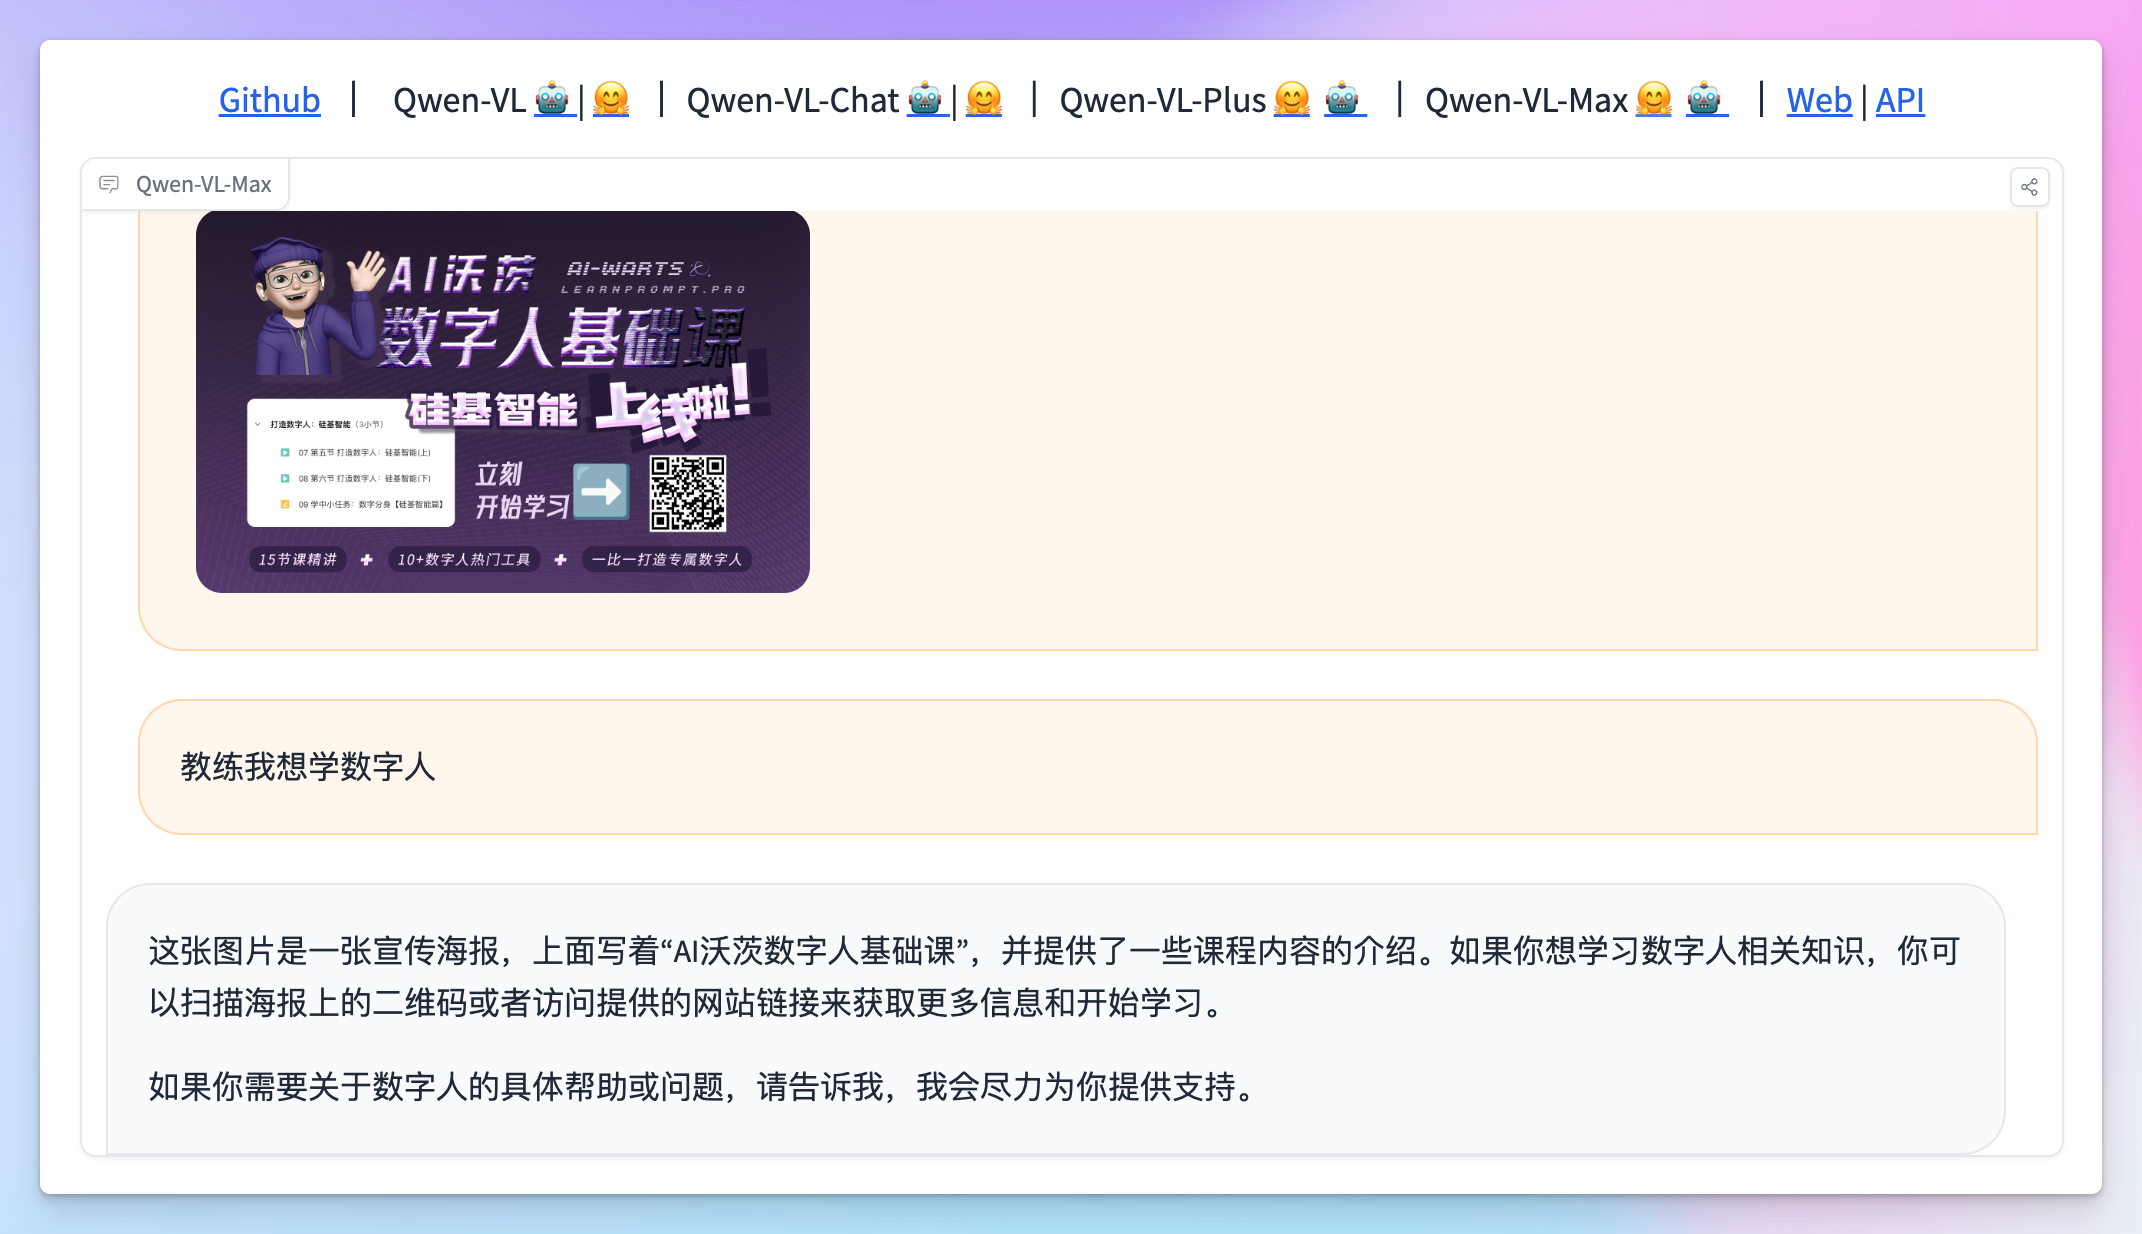 Github | Qwen-VL 🤖 | 🤗 | Qwen-VL-Chat 🤖 | 🤗 | Qwen-VL-Plus 🤗 🤖 | Qwen-VL-Max 🤗 🤖 | Web | API
Qwen-VL-Max
AI沃茨 AI-WARTS
LEARNPROMPT.PRO
数字人基础课
硅基智能 上线啦!
打造数字人：硅基智能（3小节）
07 第五节 打造数字人：硅基智能(上)
08 第六节 打造数字人：硅基智能(下)
09 学中小任务：数字分身【硅基智能篇】
立刻
开始学习
15节课精讲 + 10+数字人热门工具 + 一比一打造专属数字人
教练我想学数字人
这张图片是一张宣传海报，上面写着“AI沃茨数字人基础课”，并提供了一些课程内容的介绍。如果你想学习数字人相关知识，你可
以扫描海报上的二维码或者访问提供的网站链接来获取更多信息和开始学习。
如果你需要关于数字人的具体帮助或问题，请告诉我，我会尽力为你提供支持。